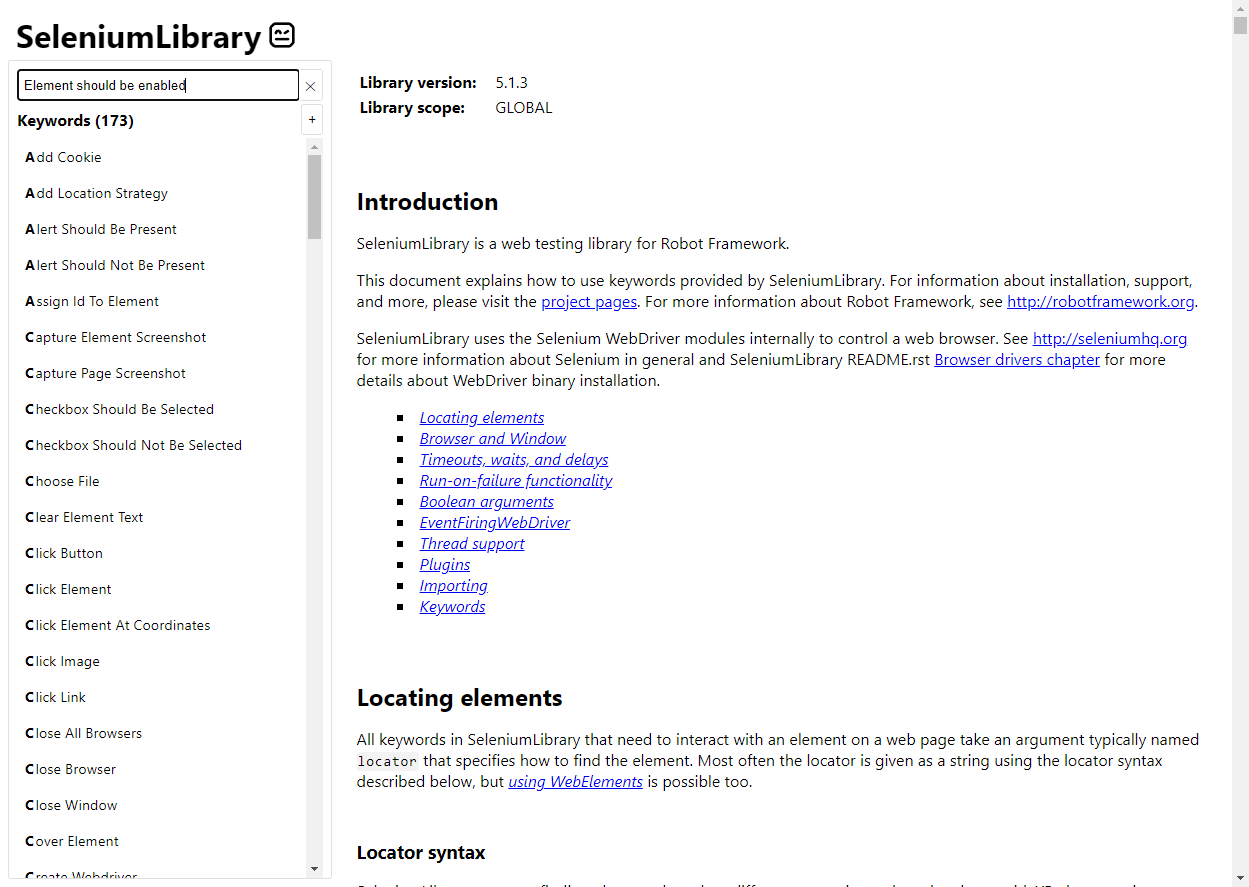 SeleniumLibrary
Element should be enabled
Keywords (173)
+
Add Cookie
Add Location Strategy
Alert Should Be Present
Alert Should Not Be Present
Assign Id To Element
Capture Element Screenshot
Capture Page Screenshot
Checkbox Should Be Selected
Checkbox Should Not Be Selected
Choose File
Clear Element Text
Click Button
Click Element
Click Element At Coordinates
Click Image
Click Link
Close All Browsers
Close Browser
Close Window
Cover Element
Create Webdriver
Library version: 5.1.3
Library scope: GLOBAL
Introduction
SeleniumLibrary is a web testing library for Robot Framework.
This document explains how to use keywords provided by SeleniumLibrary. For information about installation, support,
and more, please visit the project pages. For more information about Robot Framework, see http://robotframework.org.
SeleniumLibrary uses the Selenium WebDriver modules internally to control a web browser. See http://seleniumhq.org
for more information about Selenium in general and SeleniumLibrary README.rst Browser drivers chapter for more
details about WebDriver binary installation.
Locating elements
Browser and Window
Timeouts, waits, and delays
Run-on-failure functionality
Boolean arguments
EventFiringWebDriver
Thread support
Plugins
Importing
Keywords
Locating elements
All keywords in SeleniumLibrary that need to interact with an element on a web page take an argument typically named
locator that specifies how to find the element. Most often the locator is given as a string using the locator syntax
described below, but using WebElements is possible too.
Locator syntax